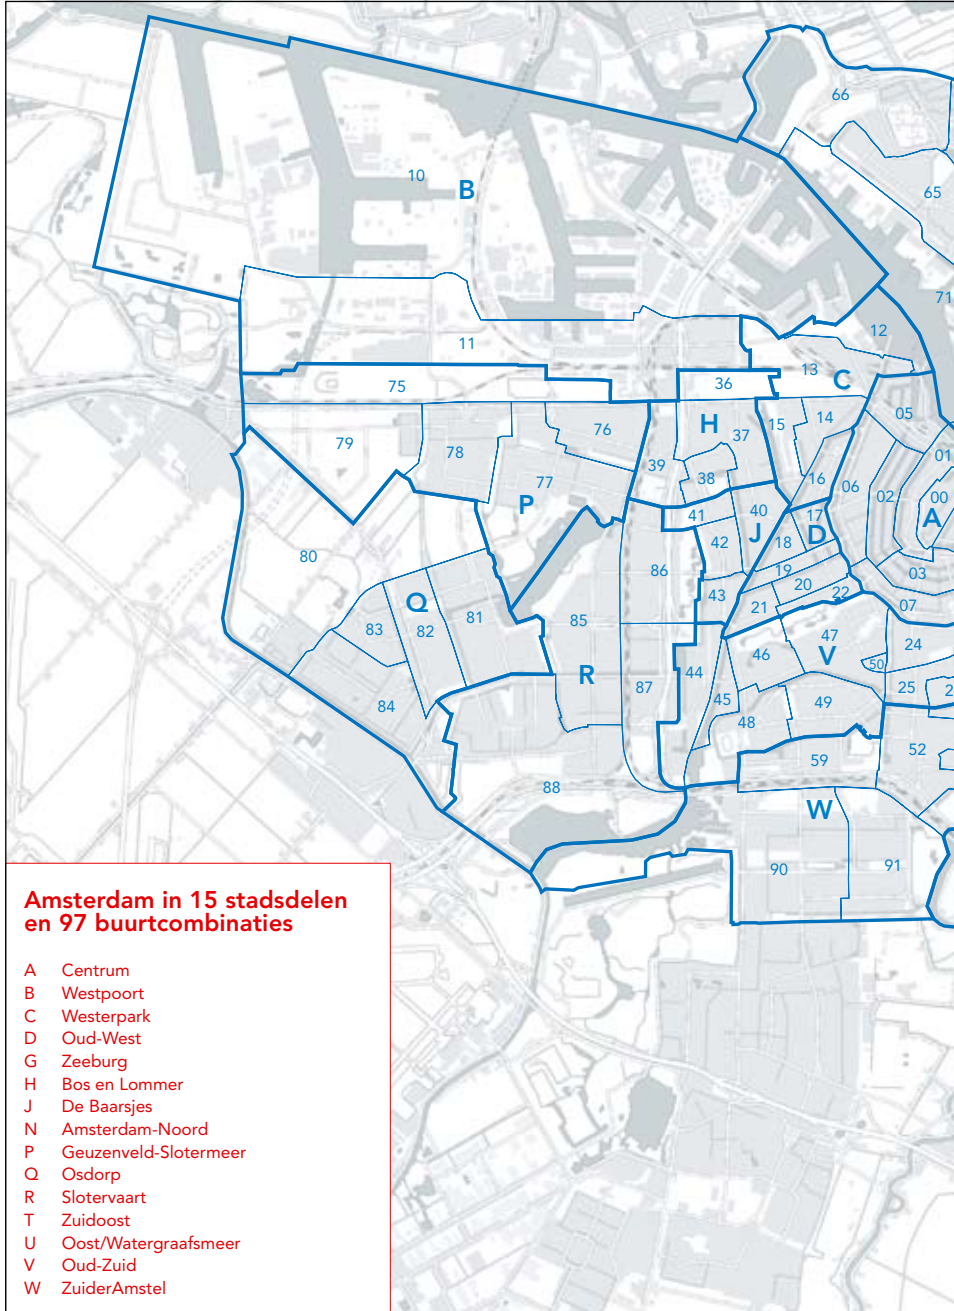 66
10
B
65
71
12
11
13
C
75
36
05
14
15
H
37
76
79
78
01
39
77
38
16
06
02
00
P
41
40
17
A
42
J
18
D
80
86
19
03
Q
43
20
22
83
82
81
85
21
07
47
24
46
V
50
R
44
87
25
2
45
49
84
48
52
59
88
W
90
91
Amsterdam in 15 stadsdelen
en 97 buurtcombinaties
A Centrum
B Westpoort
C Westerpark
D Oud-West
G Zeeburg
H Bos en Lommer
J De Baarsjes
N Amsterdam-Noord
P Geuzenveld-Slotermeer
Q Osdorp
R Slotervaart
T Zuidoost
U Oost/Watergraafsmeer
V Oud-Zuid
W ZuiderAmstel